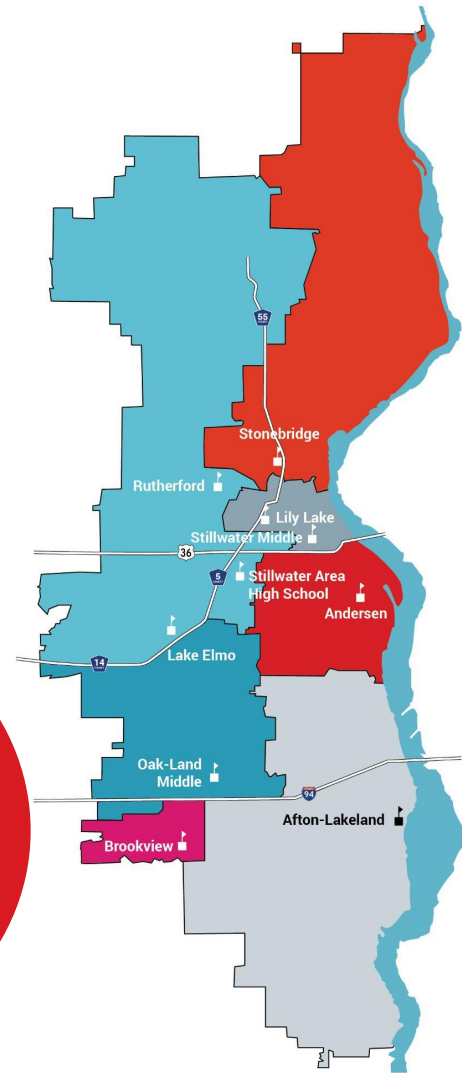 55
Stonebridge
Rutherford
Lily Lake
Stillwater Middle
36
5
Stillwater Area
High School
Andersen
Lake Elmo
14
Oak-Land
Middle
94
Afton-Lakeland
Brookview